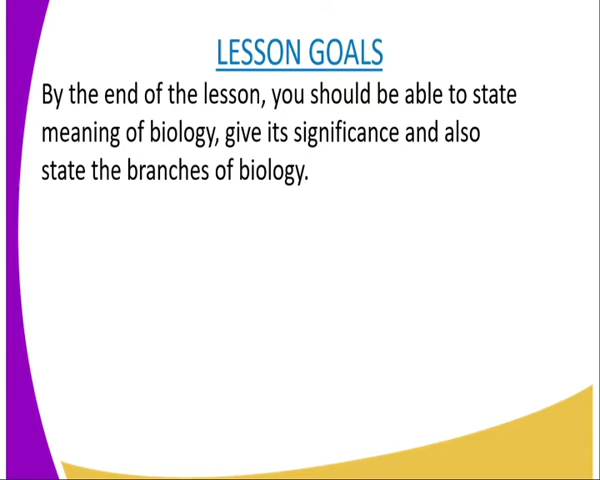 LESSON GOALS
By the end of the lesson, you should be able to state
meaning of biology, give its significance and also
state the branches of biology.